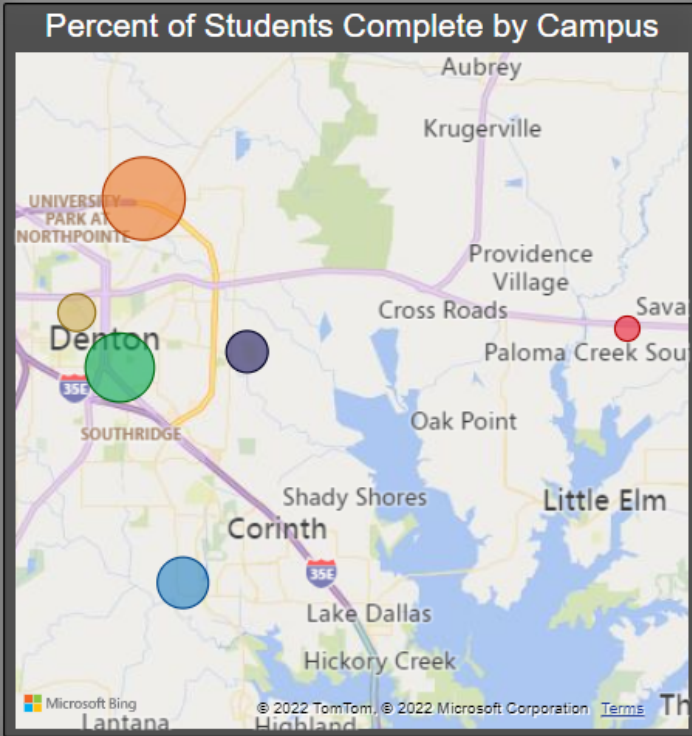 Percent of Students Complete by Campus
Aubrey
Krugerville
UNIVERSITY
PARK AT
NORTHPOINTE
Providence
Village
Cross Roads
Savan
Denton
Paloma Creek Sou
35E
Oak Point
SOUTHRIDGE
Shady Shores
Little Elm
Corinth
35E
Lake Dallas
Hickory Creek
Microsoft Bing
© 2022 TomTom, © 2022 Microsoft Corporation Terms
Th
Lantana
Highland